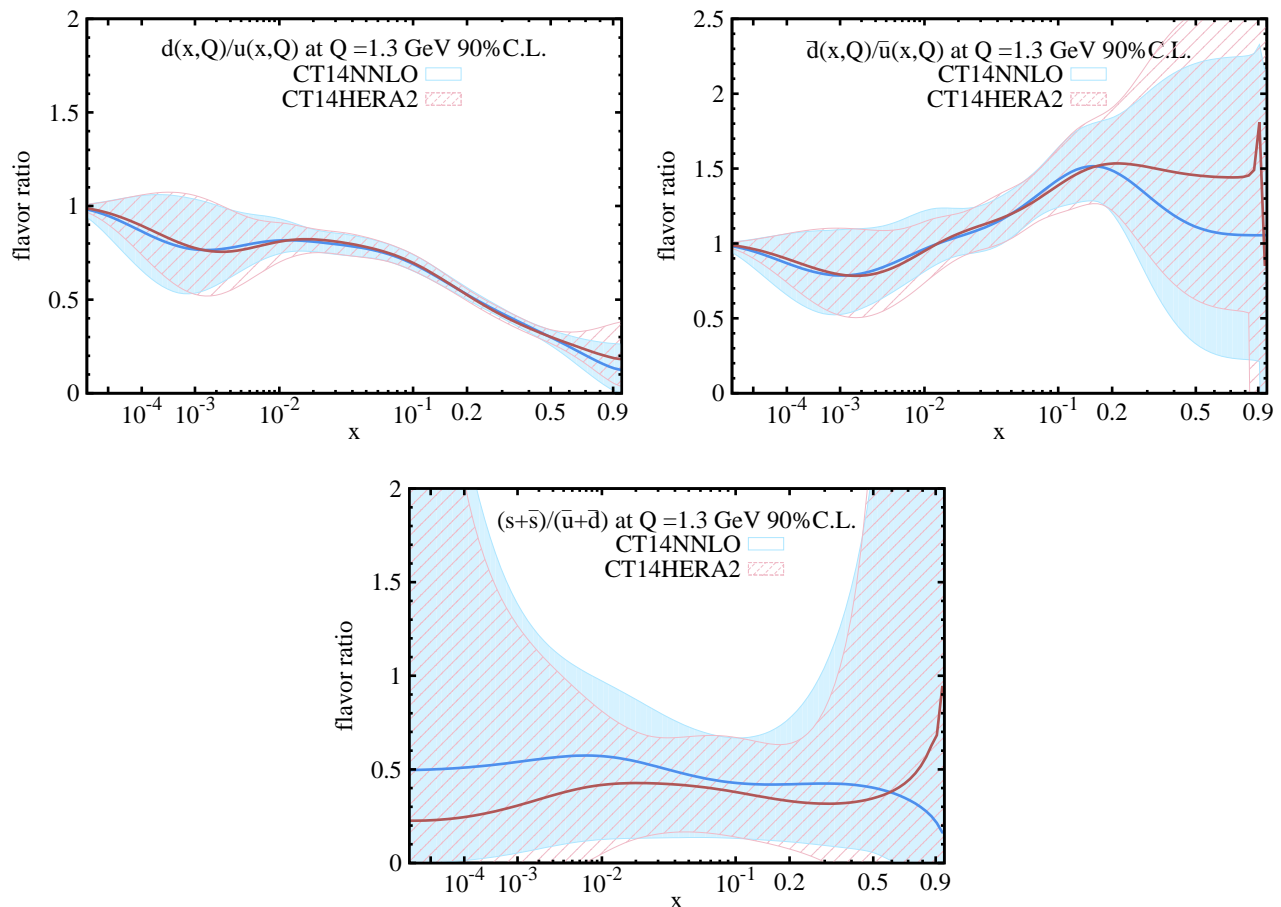 d(x,Q)/u(x,Q) at Q =1.3 GeV 90%C.L.
CT14NNLO
CT14HERA2
flavor ratio
2
1.5
1
0.5
0
10⁻⁴ 10⁻³ 10⁻² 10⁻¹ 0.2 0.5 0.9
x
d̄(x,Q)/ū(x,Q) at Q =1.3 GeV 90%C.L.
CT14NNLO
CT14HERA2
flavor ratio
2.5
2
1.5
1
0.5
0
10⁻⁴ 10⁻³ 10⁻² 10⁻¹ 0.2 0.5 0.9
x
(s+s̄)/(ū+d̄) at Q =1.3 GeV 90%C.L.
CT14NNLO
CT14HERA2
flavor ratio
2
1.5
1
0.5
0
10⁻⁴ 10⁻³ 10⁻² 10⁻¹ 0.2 0.5 0.9
x